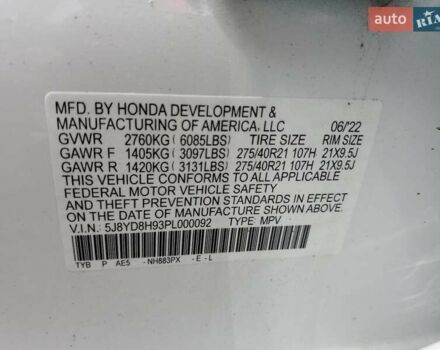 AUTO
RIA
MFD. BY HONDA DEVELOPMENT &
MANUFACTURING OF AMERICA, LLC 06/'22
GVWR 2760KG (6085LBS) TIRE SIZE RIM SIZE
GAWR F 1405KG (3097LBS) 275/40R21 107H 21X9.5J
GAWR R 1420KG (3131LBS) 275/40R21 107H 21X9.5J
THIS VEHICLE CONFORMS TO ALL APPLICABLE
FEDERAL MOTOR VEHICLE SAFETY
AND THEFT PREVENTION STANDARDS IN EFFECT ON
THE DATE OF MANUFACTURE SHOWN ABOVE.
V.I.N.: 5J8YD8H93PL000092 TYPE: MPV
TYB P AE5 - NH883PX - E - L